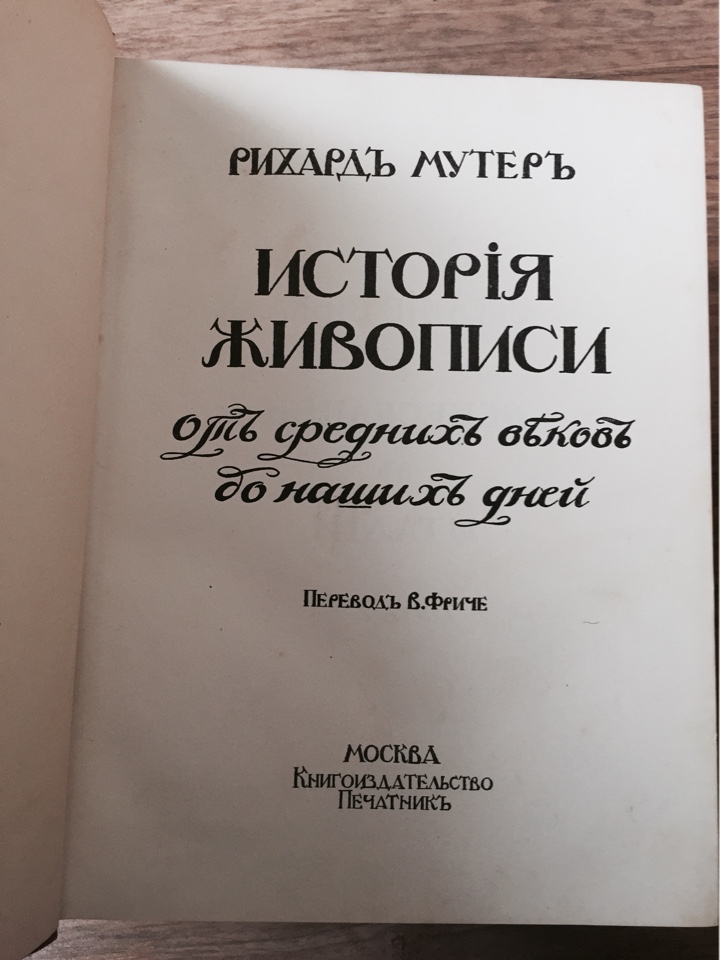 РИХАРДЪ МУТЕРЪ
ИСТОРІЯ
ЖИВОПИСИ
отъ среднихъ вѣковъ
до нашихъ дней
ПЕРЕВОДЪ В. ФРИЧЕ
МОСКВА
КНИГОИЗДАТЕЛЬСТВО
ПЕЧАТНИКЪ